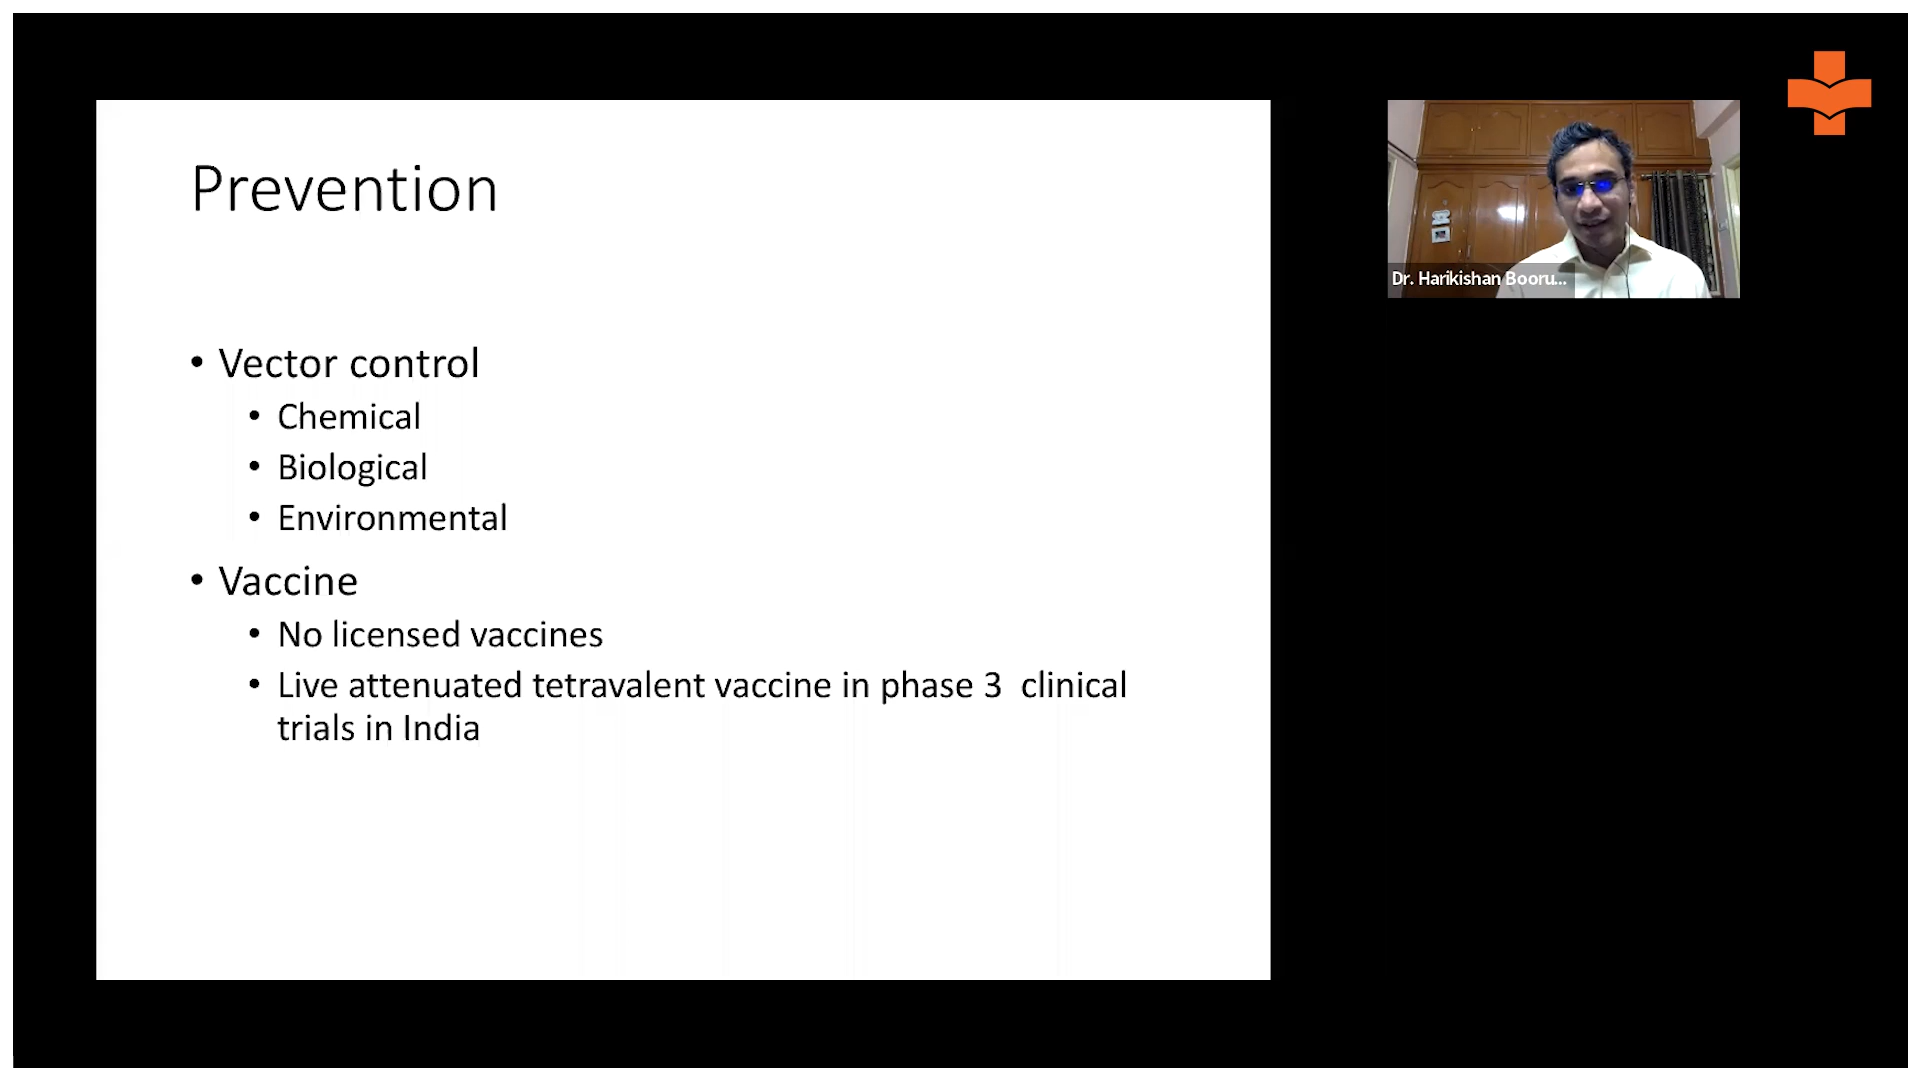 Prevention
• Vector control
• Chemical
• Biological
• Environmental
• Vaccine
• No licensed vaccines
• Live attenuated tetravalent vaccine in phase 3  clinical
trials in India
Dr. Harikishan Booru...